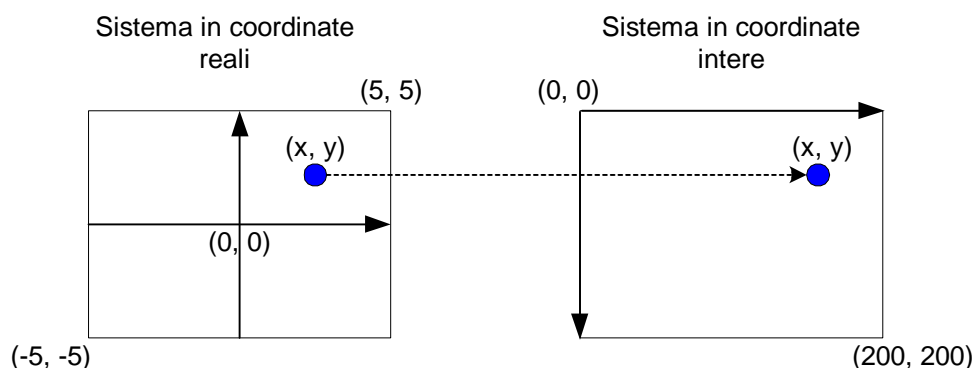 Sistema in coordinate
reali
(5, 5)
(x, y)
(0, 0)
(-5, -5)
Sistema in coordinate
intere
(0, 0)
(x, y)
(200, 200)